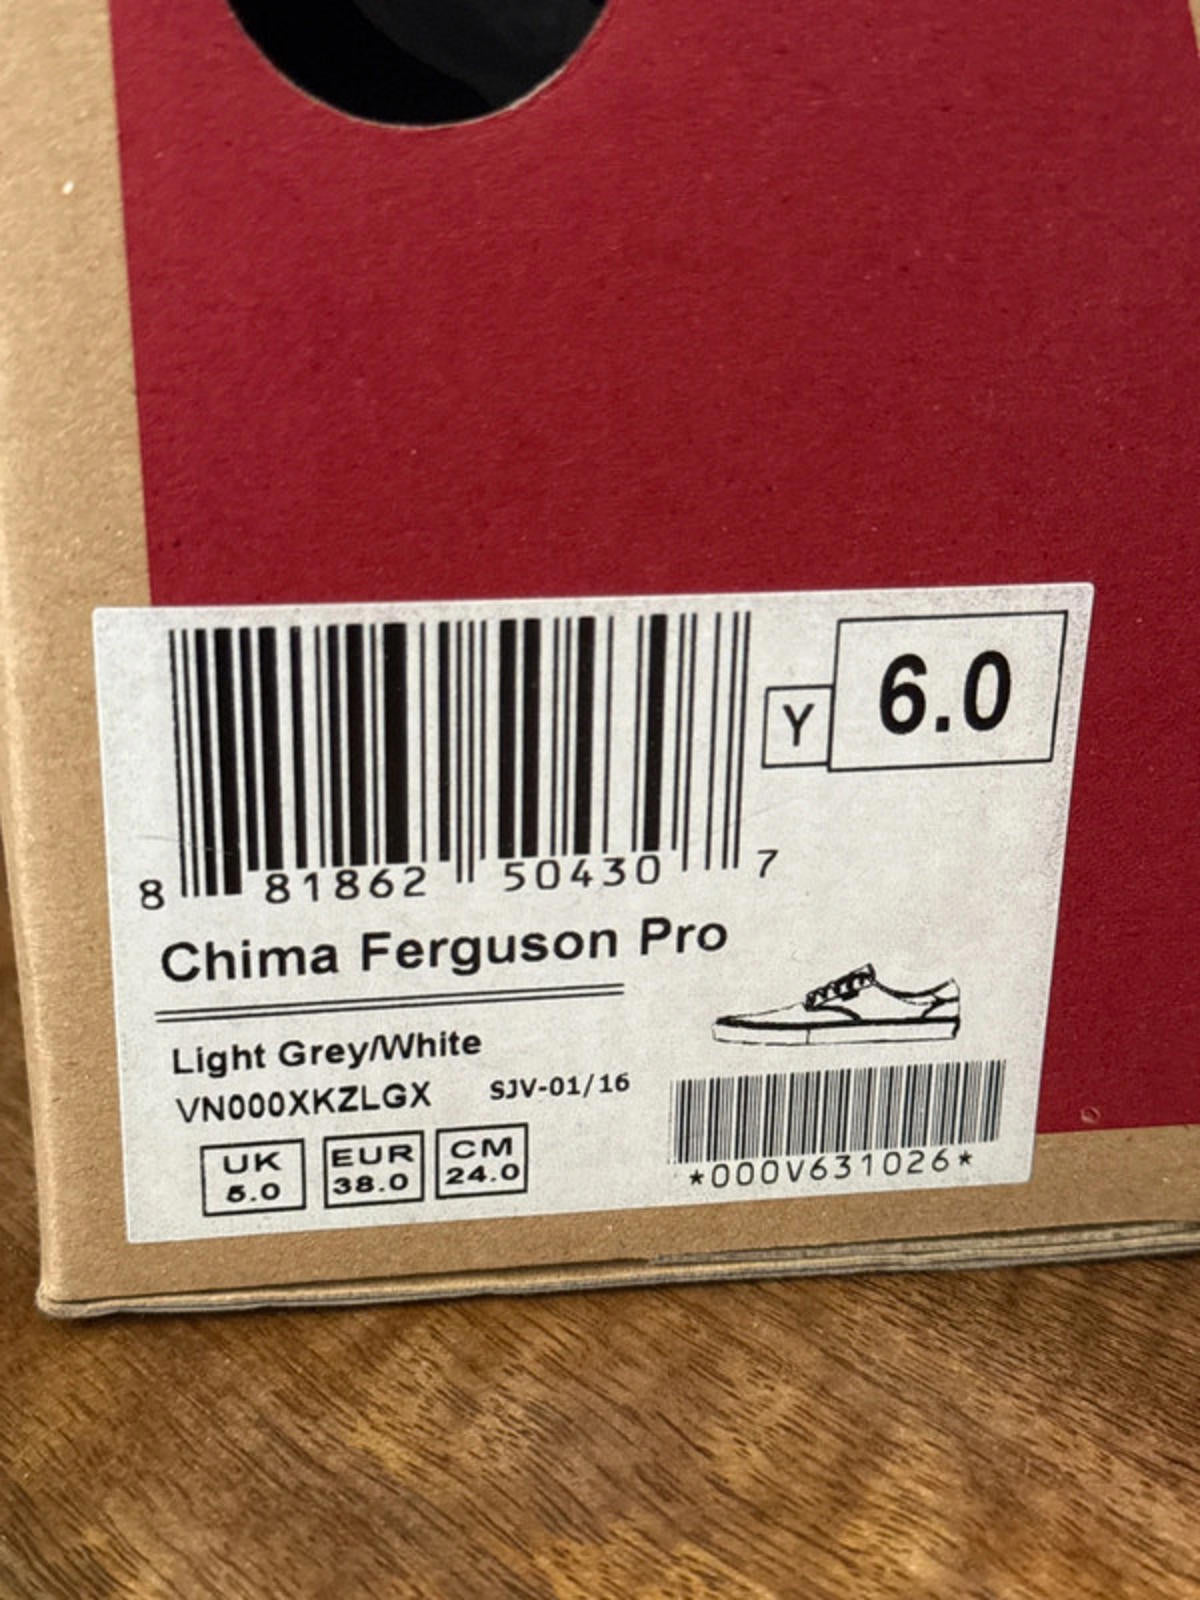 Y 6.0
8 81862 50430 7
Chima Ferguson Pro
Light Grey/White
VN000XKZLGX SJV-01/16
UK EUR CM
5.0 38.0 24.0
*000V631026*